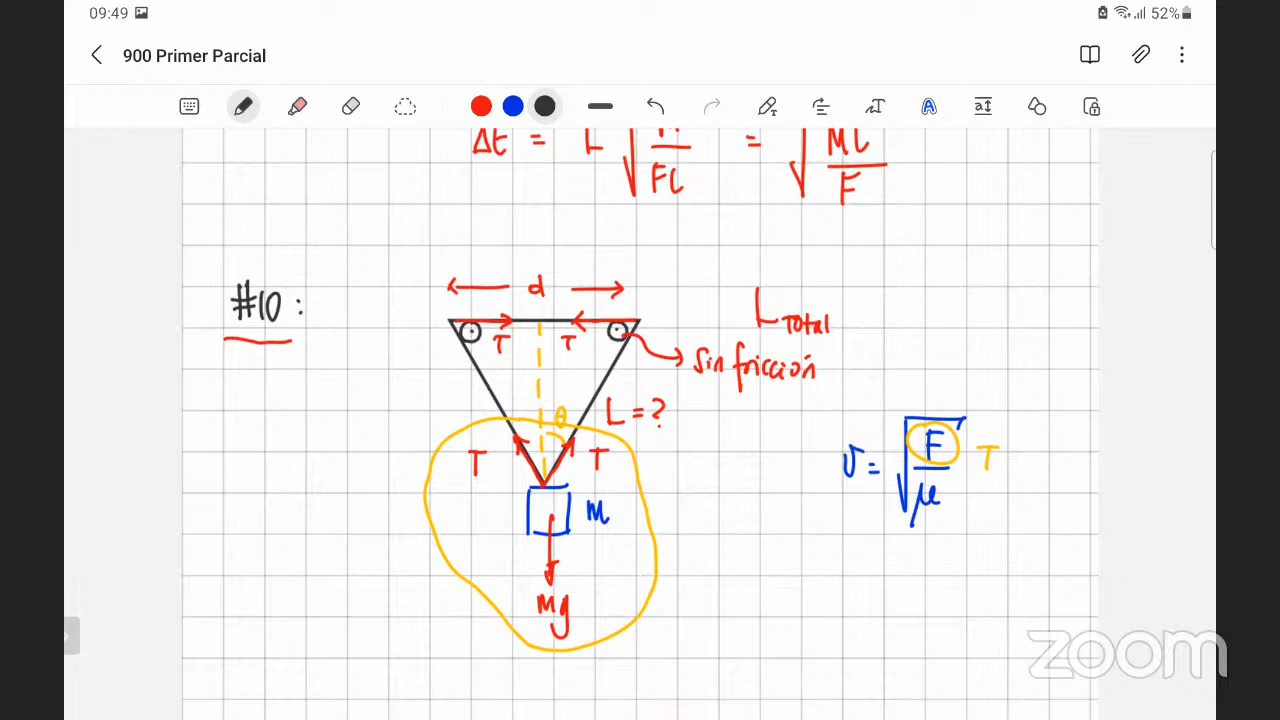 09:49
52%
900 Primer Parcial
Δt = L √ FL = √ ML / F
#10 :
d
L Total
T T
sin fricción
θ
L = ?
T T
v = √ F / μ T
M
Mg
zoom